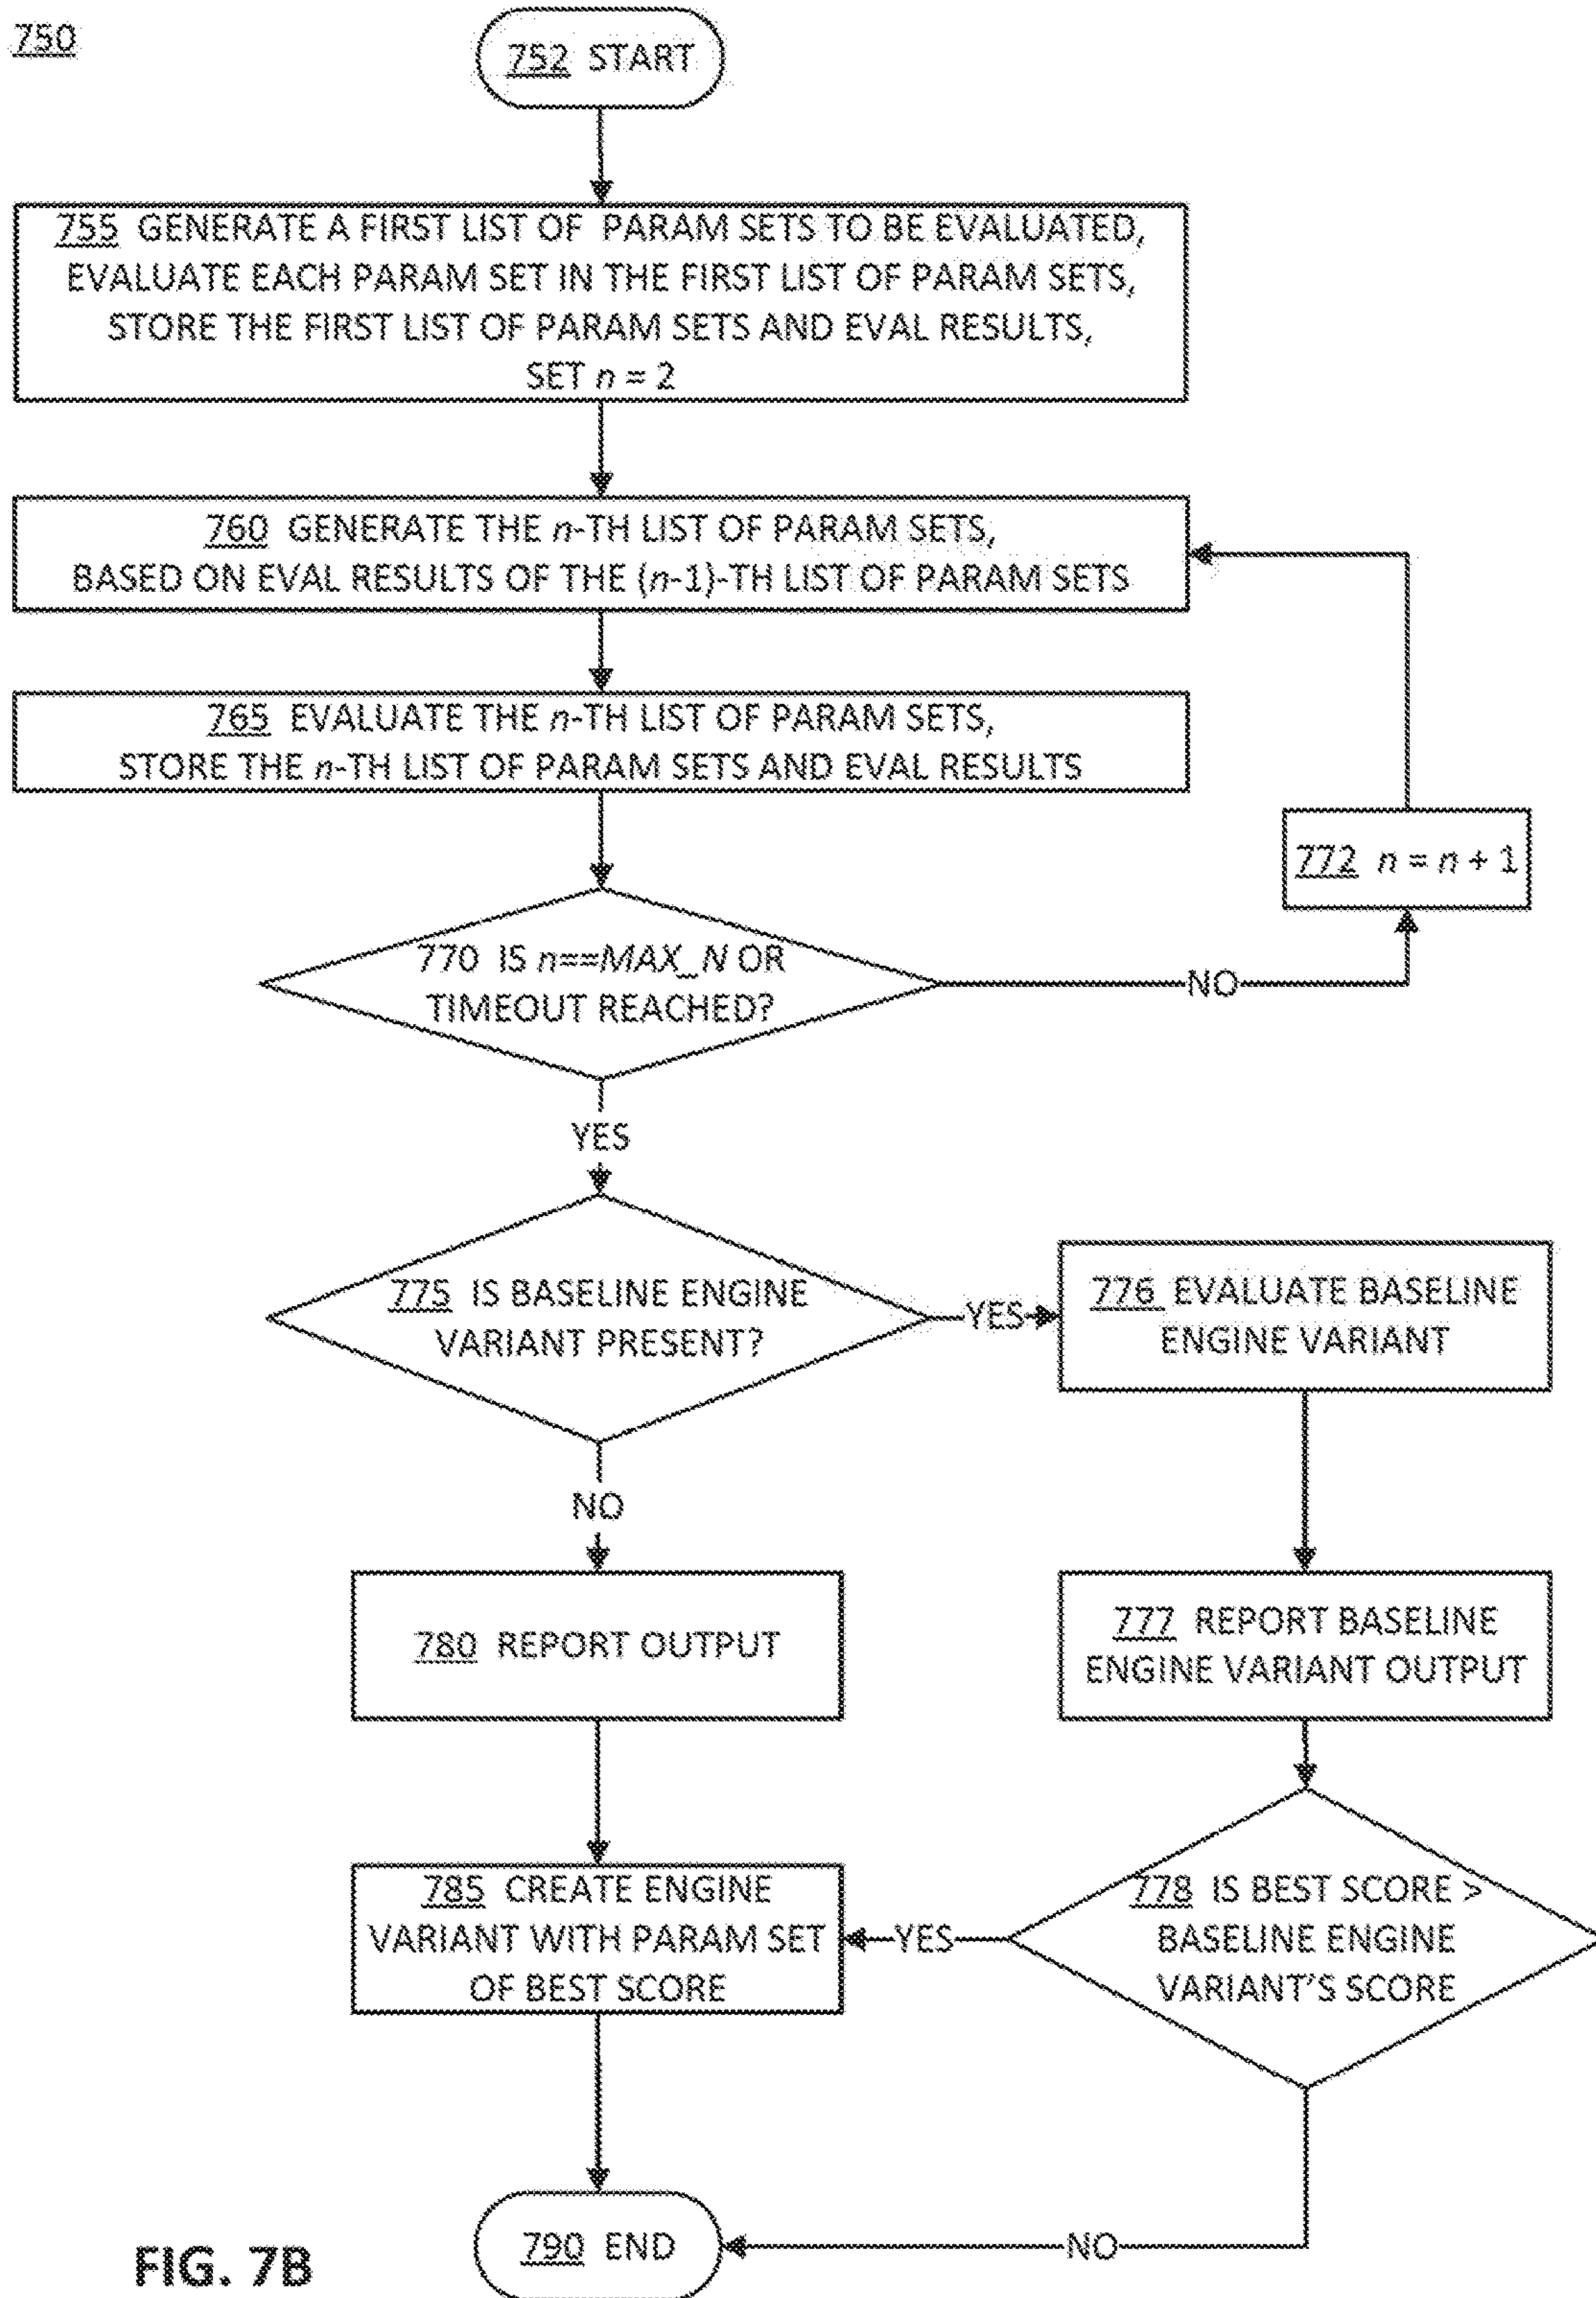 750
752 START
755 GENERATE A FIRST LIST OF PARAM SETS TO BE EVALUATED,
EVALUATE EACH PARAM SET IN THE FIRST LIST OF PARAM SETS,
STORE THE FIRST LIST OF PARAM SETS AND EVAL RESULTS,
SET n = 2
760 GENERATE THE n-TH LIST OF PARAM SETS,
BASED ON EVAL RESULTS OF THE (n-1)-TH LIST OF PARAM SETS
765 EVALUATE THE n-TH LIST OF PARAM SETS,
STORE THE n-TH LIST OF PARAM SETS AND EVAL RESULTS
772 n = n + 1
770 IS n==MAX_N OR
TIMEOUT REACHED?
NO
YES
775 IS BASELINE ENGINE
VARIANT PRESENT?
YES
776 EVALUATE BASELINE
ENGINE VARIANT
NO
780 REPORT OUTPUT
777 REPORT BASELINE
ENGINE VARIANT OUTPUT
785 CREATE ENGINE
VARIANT WITH PARAM SET
OF BEST SCORE
YES
778 IS BEST SCORE >
BASELINE ENGINE
VARIANT'S SCORE
790 END
NO
FIG. 7B